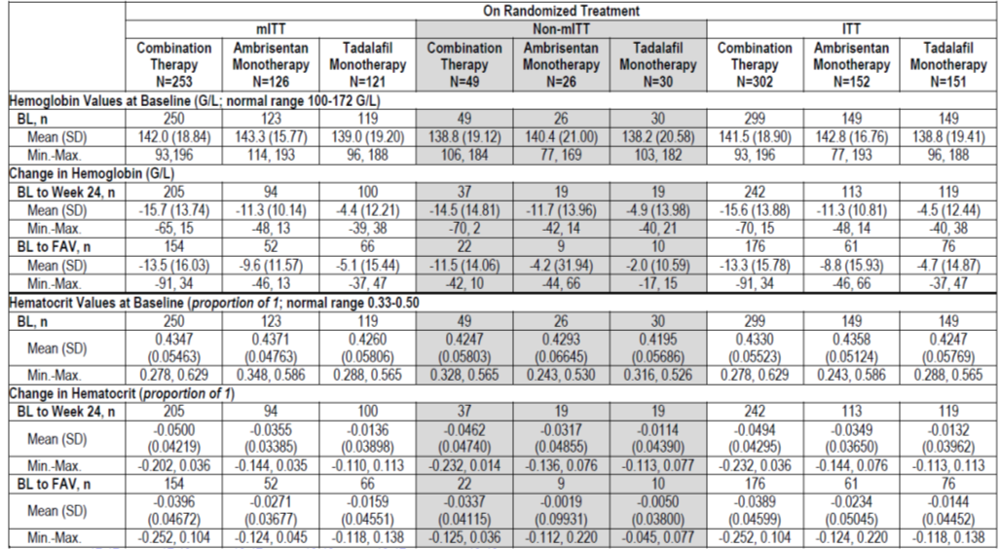 On Randomized Treatment
mITT Non-mITT ITT
Combination Therapy N=253 Ambrisentan Monotherapy N=126 Tadalafil Monotherapy N=121 Combination Therapy N=49 Ambrisentan Monotherapy N=26 Tadalafil Monotherapy N=30 Combination Therapy N=302 Ambrisentan Monotherapy N=152 Tadalafil Monotherapy N=151
Hemoglobin Values at Baseline (G/L; normal range 100-172 G/L)
BL, n 250 123 119 49 26 30 299 149 149
Mean (SD) 142.0 (18.84) 143.3 (15.77) 139.0 (19.20) 138.8 (19.12) 140.4 (21.00) 138.2 (20.58) 141.5 (18.90) 142.8 (16.76) 138.8 (19.41)
Min.-Max. 93,196 114, 193 96, 188 106, 184 77, 169 103, 182 93, 196 77, 193 96, 188
Change in Hemoglobin (G/L)
BL to Week 24, n 205 94 100 37 19 19 242 113 119
Mean (SD) -15.7 (13.74) -11.3 (10.14) -4.4 (12.21) -14.5 (14.81) -11.7 (13.96) -4.9 (13.98) -15.6 (13.88) -11.3 (10.81) -4.5 (12.44)
Min.-Max. -65, 15 -48, 13 -39, 38 -70, 2 -42, 14 -40, 21 -70, 15 -48, 14 -40, 38
BL to FAV, n 154 52 66 22 9 10 176 61 76
Mean (SD) -13.5 (16.03) -9.6 (11.57) -5.1 (15.44) -11.5 (14.06) -4.2 (31.94) -2.0 (10.59) -13.3 (15.78) -8.8 (15.93) -4.7 (14.87)
Min.-Max. -91, 34 -46, 13 -37, 47 -42, 10 -44, 66 -17, 15 -91, 34 -46, 66 -37, 47
Hematocrit Values at Baseline (proportion of 1; normal range 0.33-0.50
BL, n 250 123 119 49 26 30 299 149 149
Mean (SD) 0.4347 (0.05463) 0.4371 (0.04763) 0.4260 (0.05806) 0.4247 (0.05803) 0.4293 (0.06645) 0.4195 (0.05686) 0.4330 (0.05523) 0.4358 (0.05124) 0.4247 (0.05769)
Min.-Max. 0.278, 0.629 0.348, 0.586 0.288, 0.565 0.328, 0.565 0.243, 0.530 0.316, 0.526 0.278, 0.629 0.243, 0.586 0.288, 0.565
Change in Hematocrit (proportion of 1)
BL to Week 24, n 205 94 100 37 19 19 242 113 119
Mean (SD) -0.0500 (0.04219) -0.0355 (0.03385) -0.0136 (0.03898) -0.0462 (0.04740) -0.0317 (0.04855) -0.0114 (0.04390) -0.0494 (0.04295) -0.0349 (0.03650) -0.0132 (0.03962)
Min.-Max. -0.202, 0.036 -0.144, 0.035 -0.110, 0.113 -0.232, 0.014 -0.136, 0.076 -0.113, 0.077 -0.232, 0.036 -0.144, 0.076 -0.113, 0.113
BL to FAV, n 154 52 66 22 9 10 176 61 76
Mean (SD) -0.0396 (0.04672) -0.0271 (0.03677) -0.0159 (0.04551) -0.0337 (0.04115) -0.0019 (0.09931) -0.0050 (0.03800) -0.0389 (0.04599) -0.0234 (0.05045) -0.0144 (0.04452)
Min.-Max. -0.252, 0.104 -0.124, 0.045 -0.118, 0.138 -0.125, 0.036 -0.112, 0.220 -0.045, 0.077 -0.252, 0.104 -0.124, 0.220 -0.118, 0.138